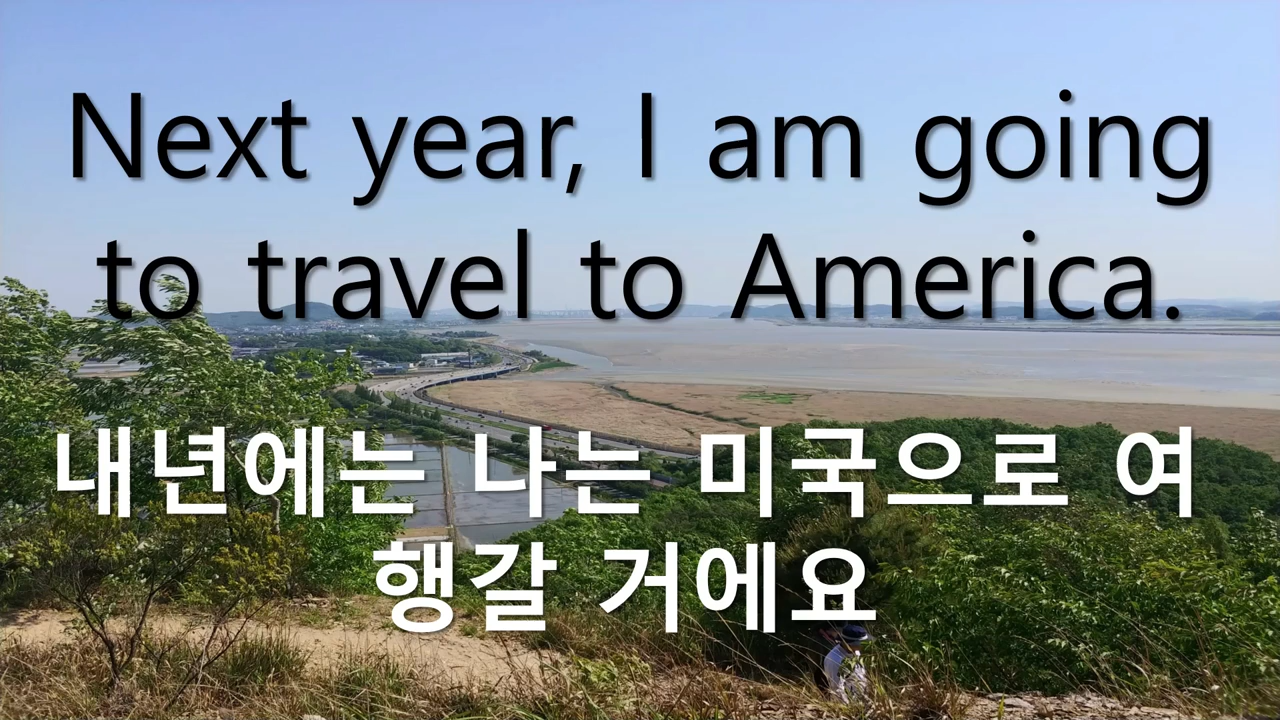 Next year, I am going
to travel to America.
내년에는 나는 미국으로 여
행갈 거에요